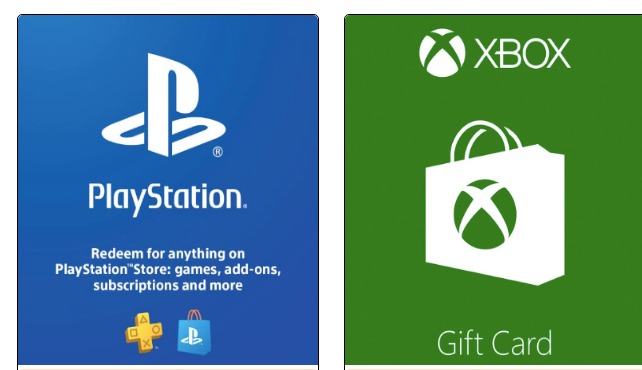 PlayStation®
Redeem for anything on
PlayStation™Store: games, add-ons,
subscriptions and more
XBOX
Gift Card